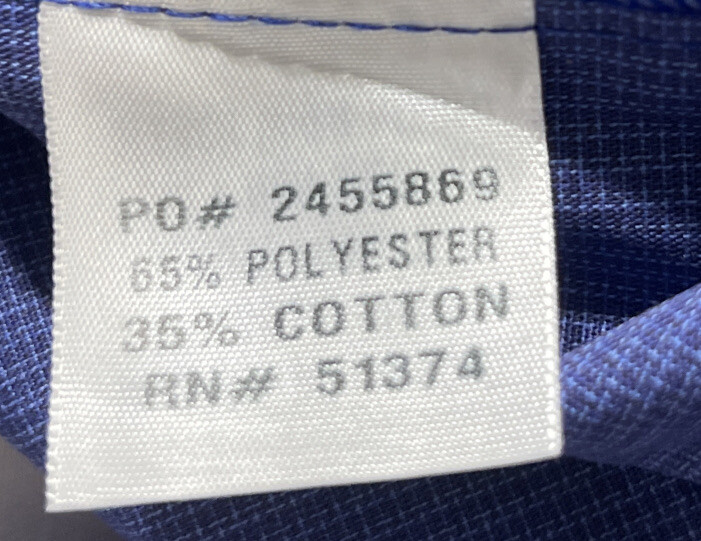 PO# 2455869
65% POLYESTER
35% COTTON
RN# 51374